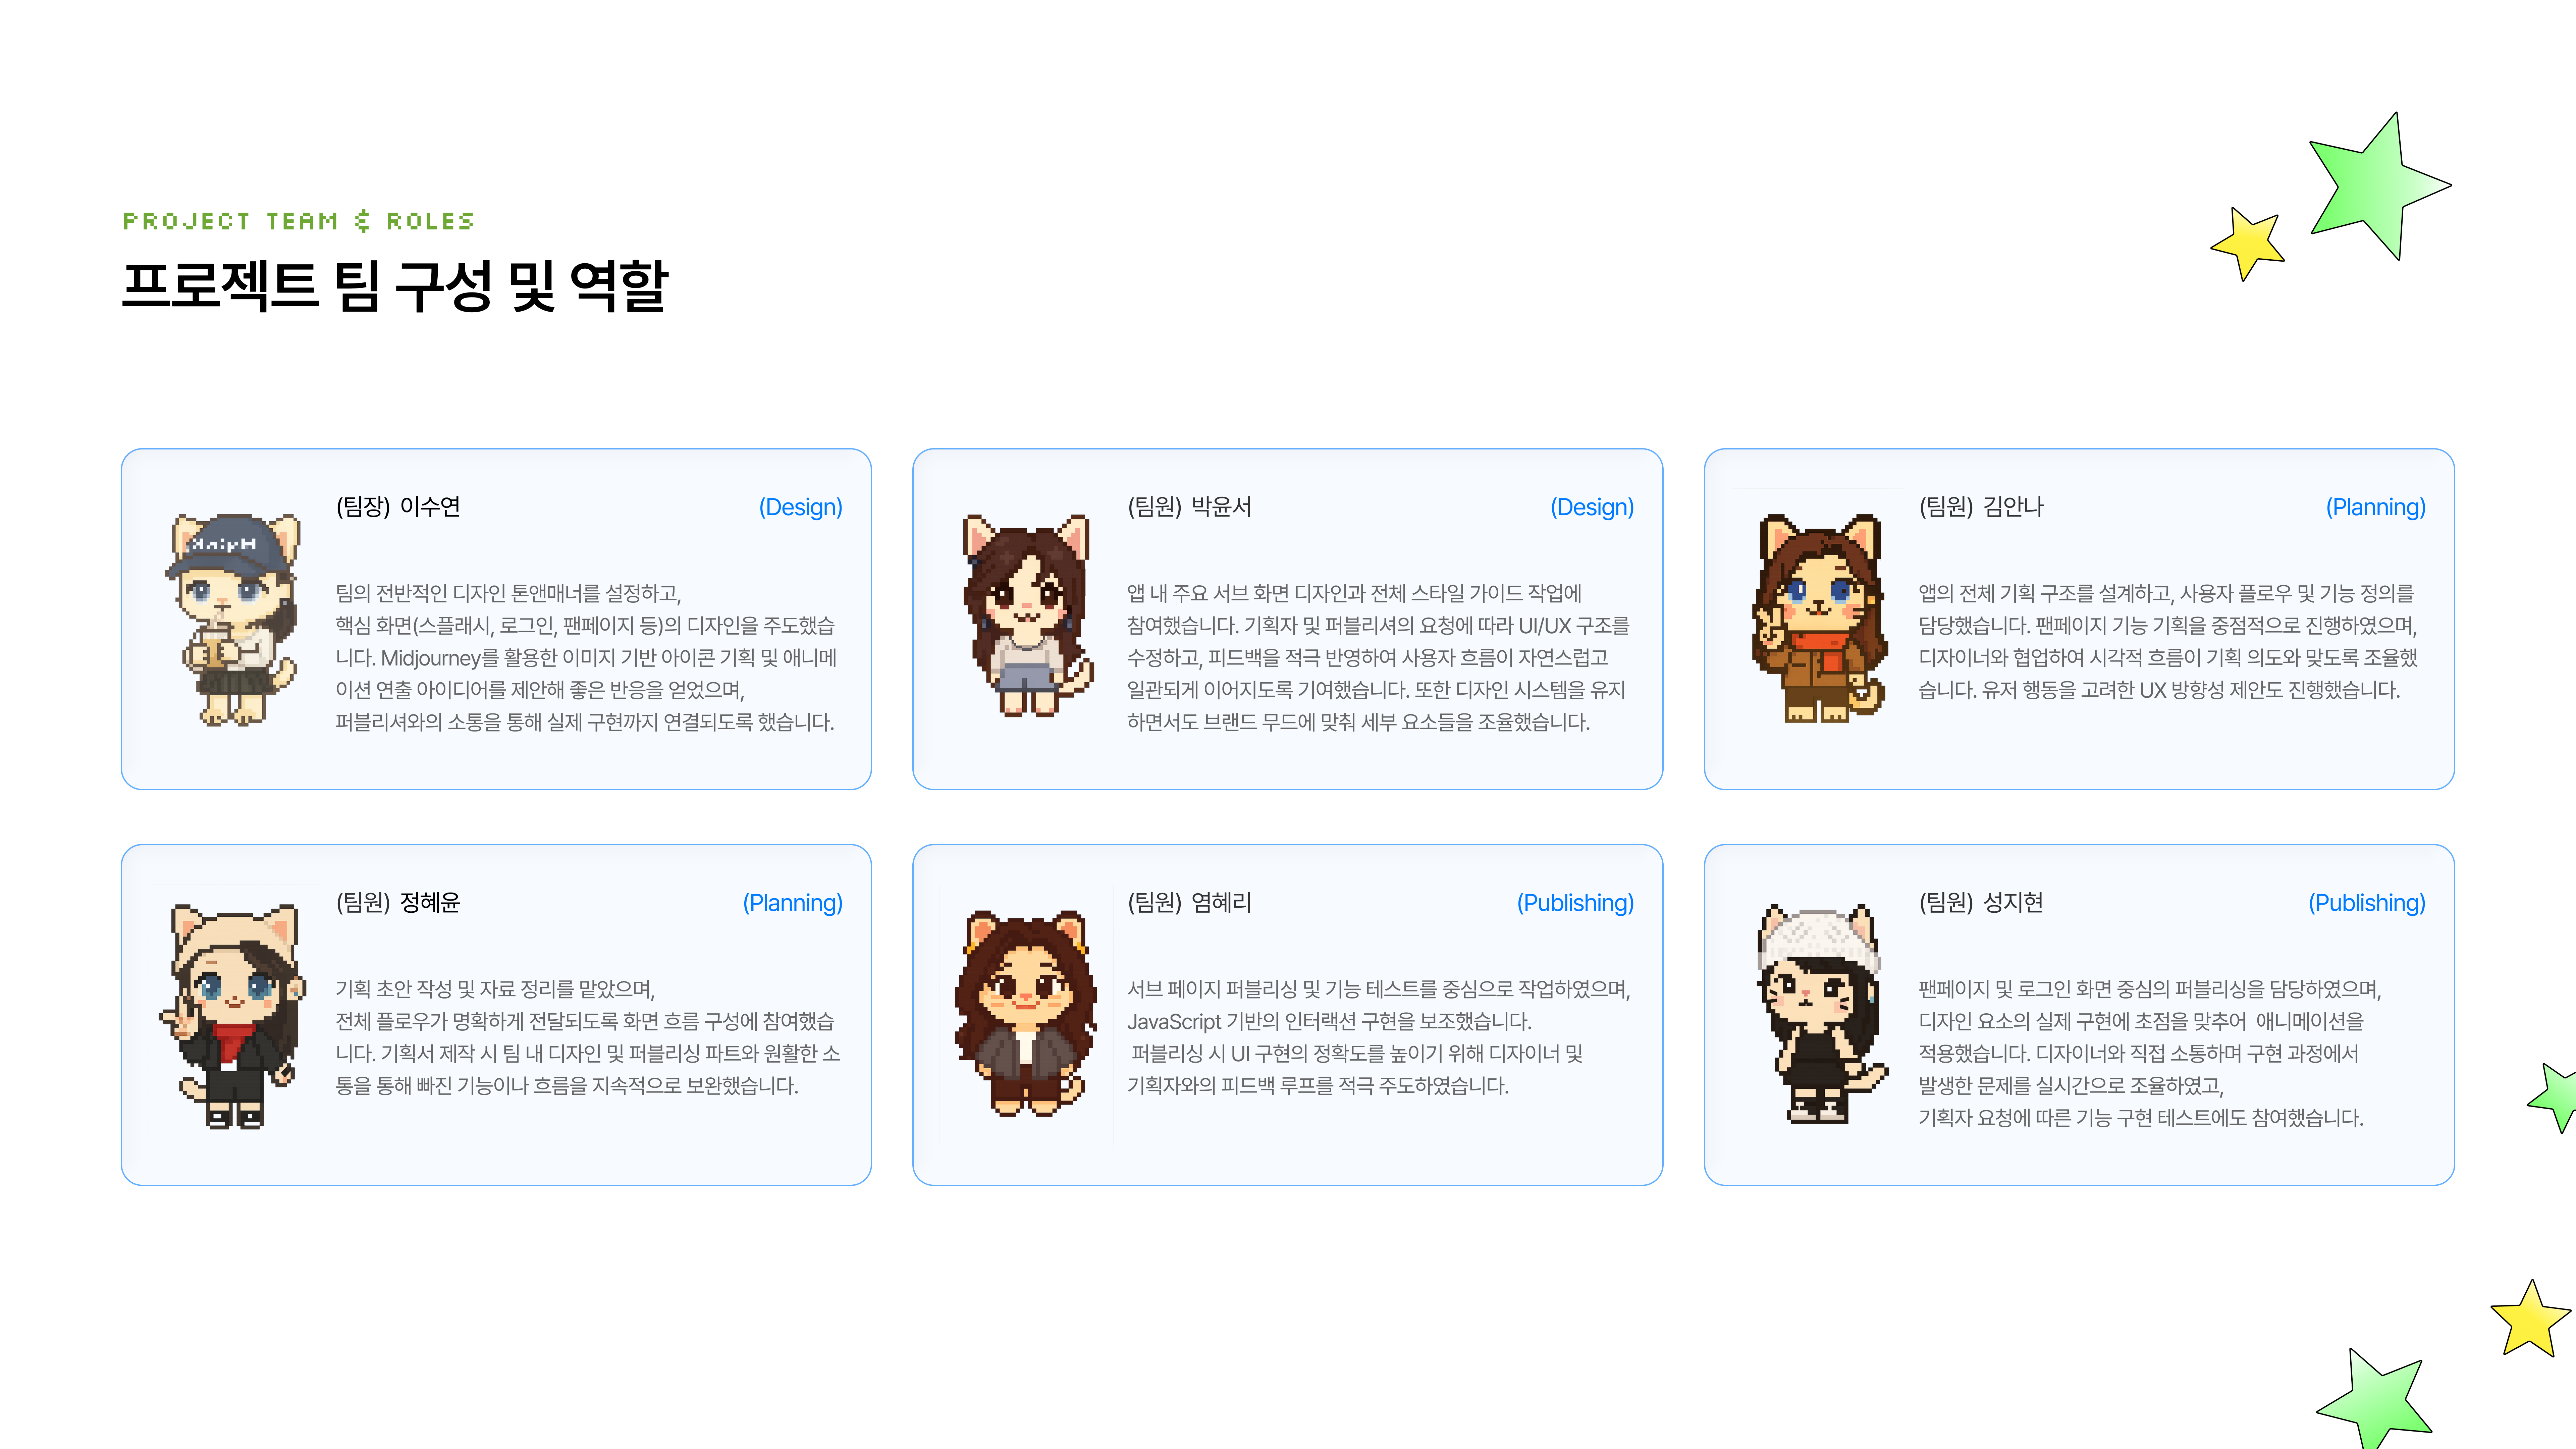 PROJECT TEAM & ROLES
프로젝트 팀 구성 및 역할
(팀장) 이수연
(Design)
팀의 전반적인 디자인 톤앤매너를 설정하고,
핵심 화면(스플래시, 로그인, 팬페이지 등)의 디자인을 주도했습
니다. Midjourney를 활용한 이미지 기반 아이콘 기획 및 애니메
이션 연출 아이디어를 제안해 좋은 반응을 얻었으며,
퍼블리셔와의 소통을 통해 실제 구현까지 연결되도록 했습니다.
(팀원) 박윤서
(Design)
앱 내 주요 서브 화면 디자인과 전체 스타일 가이드 작업에
참여했습니다. 기획자 및 퍼블리셔의 요청에 따라 UI/UX 구조를
수정하고, 피드백을 적극 반영하여 사용자 흐름이 자연스럽고
일관되게 이어지도록 기여했습니다. 또한 디자인 시스템을 유지
하면서도 브랜드 무드에 맞춰 세부 요소들을 조율했습니다.
(팀원) 김안나
(Planning)
앱의 전체 기획 구조를 설계하고, 사용자 플로우 및 기능 정의를
담당했습니다. 팬페이지 기능 기획을 중점적으로 진행하였으며,
디자이너와 협업하여 시각적 흐름이 기획 의도와 맞도록 조율했
습니다. 유저 행동을 고려한 UX 방향성 제안도 진행했습니다.
(팀원) 정혜윤
(Planning)
기획 초안 작성 및 자료 정리를 맡았으며,
전체 플로우가 명확하게 전달되도록 화면 흐름 구성에 참여했습
니다. 기획서 제작 시 팀 내 디자인 및 퍼블리싱 파트와 원활한 소
통을 통해 빠진 기능이나 흐름을 지속적으로 보완했습니다.
(팀원) 염혜리
(Publishing)
서브 페이지 퍼블리싱 및 기능 테스트를 중심으로 작업하였으며,
JavaScript 기반의 인터랙션 구현을 보조했습니다.
퍼블리싱 시 UI 구현의 정확도를 높이기 위해 디자이너 및
기획자와의 피드백 루프를 적극 주도하였습니다.
(팀원) 성지현
(Publishing)
팬페이지 및 로그인 화면 중심의 퍼블리싱을 담당하였으며,
디자인 요소의 실제 구현에 초점을 맞추어 애니메이션을
적용했습니다. 디자이너와 직접 소통하며 구현 과정에서
발생한 문제를 실시간으로 조율하였고,
기획자 요청에 따른 기능 구현 테스트에도 참여했습니다.